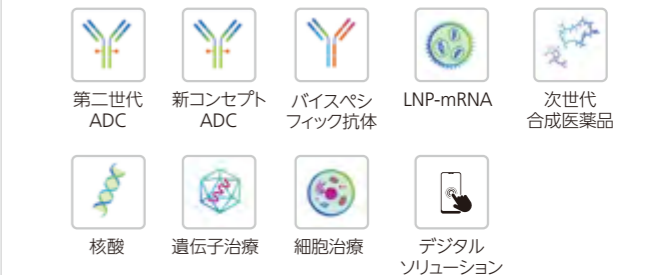 第二世代
ADC
新コンセプト
ADC
バイスペシ
フィック抗体
LNP-mRNA
次世代
合成医薬品
核酸
遺伝子治療
細胞治療
デジタル
ソリューション